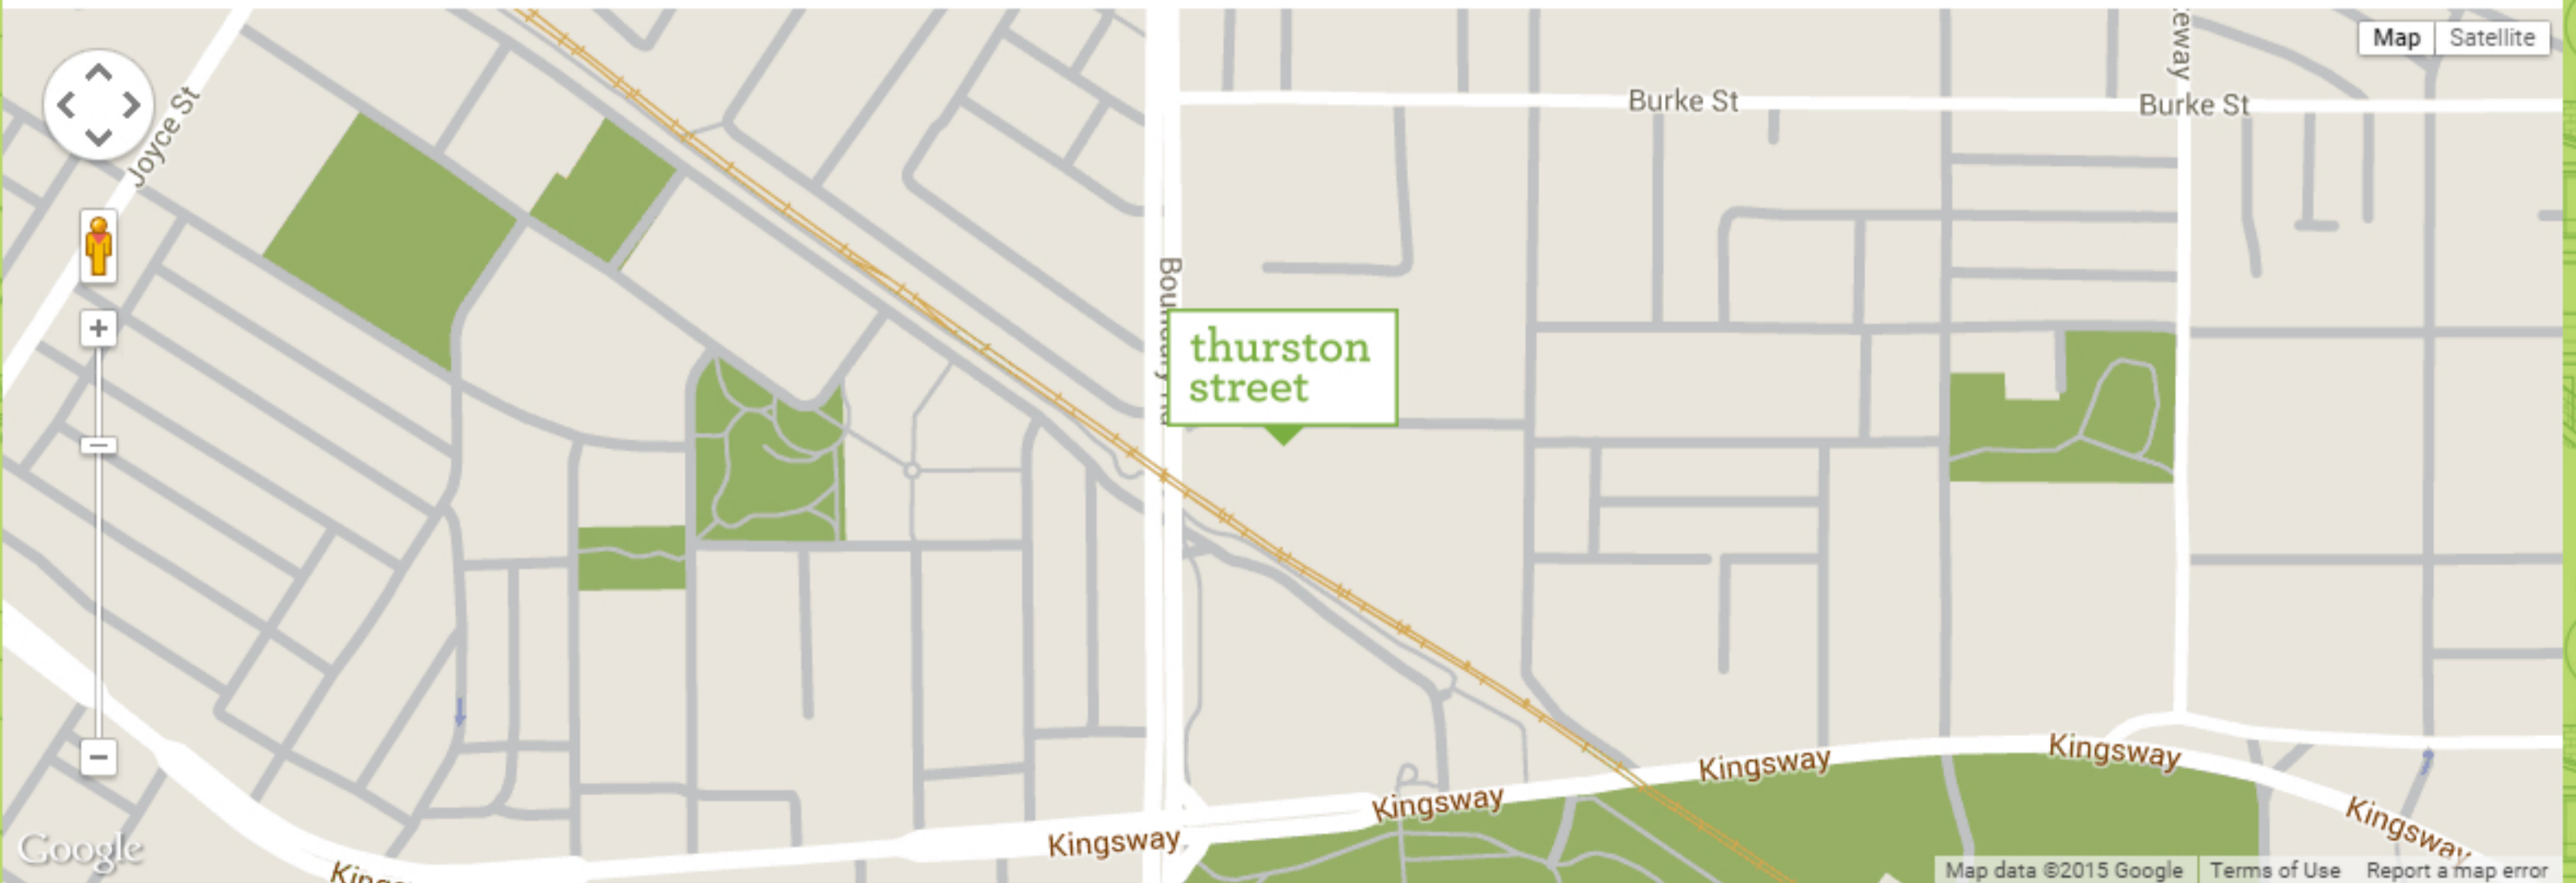 eway
Map
Satellite
Burke St
Burke St
Joyce St
thurston
street
Kingsway
Kingsway
Kingsway
Kingsway
Kingsway
Google
Map data ©2015 Google
Terms of Use
Report a map error